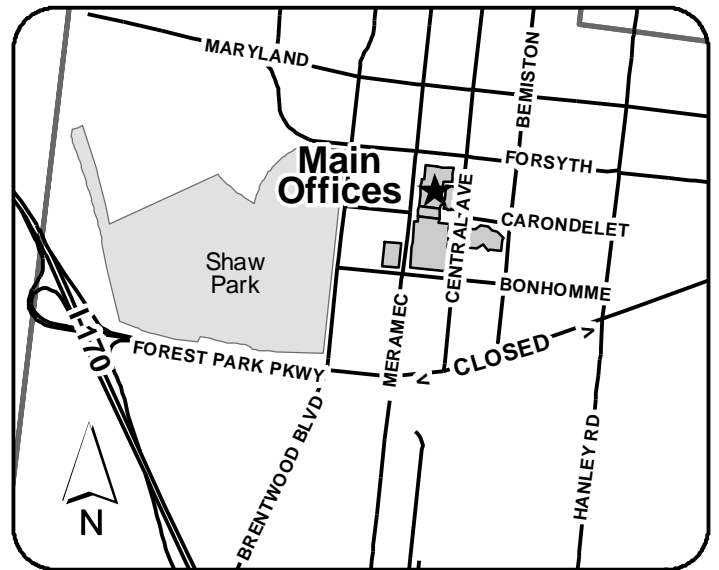 MARYLAND
BEMISTON
FORSYTH
Main
Offices
CENTRAL AVE
CARONDELET
Shaw
Park
BONHOMME
MERAMEC
I-170
FOREST PARK PKWY
< CLOSED >
BRENTWOOD BLVD
HANLEY RD
N